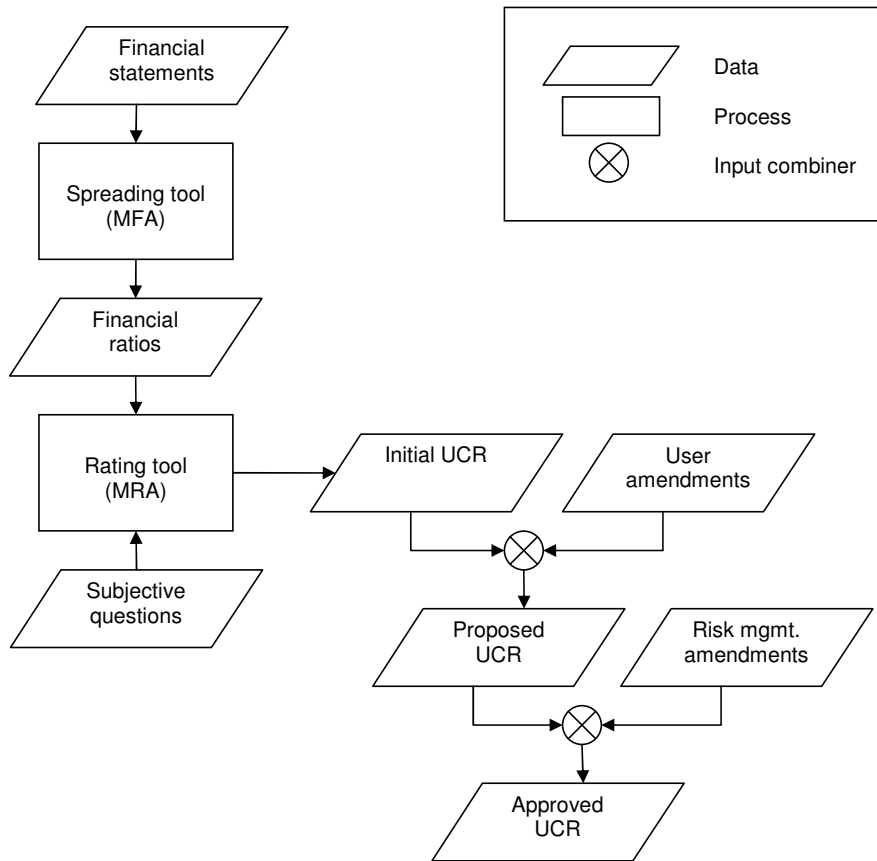 Financial
statements
Data
Process
Input combiner
Spreading tool
(MFA)
Financial
ratios
Rating tool
(MRA)
Initial UCR
User
amendments
Subjective
questions
Proposed
UCR
Risk mgmt.
amendments
Approved
UCR